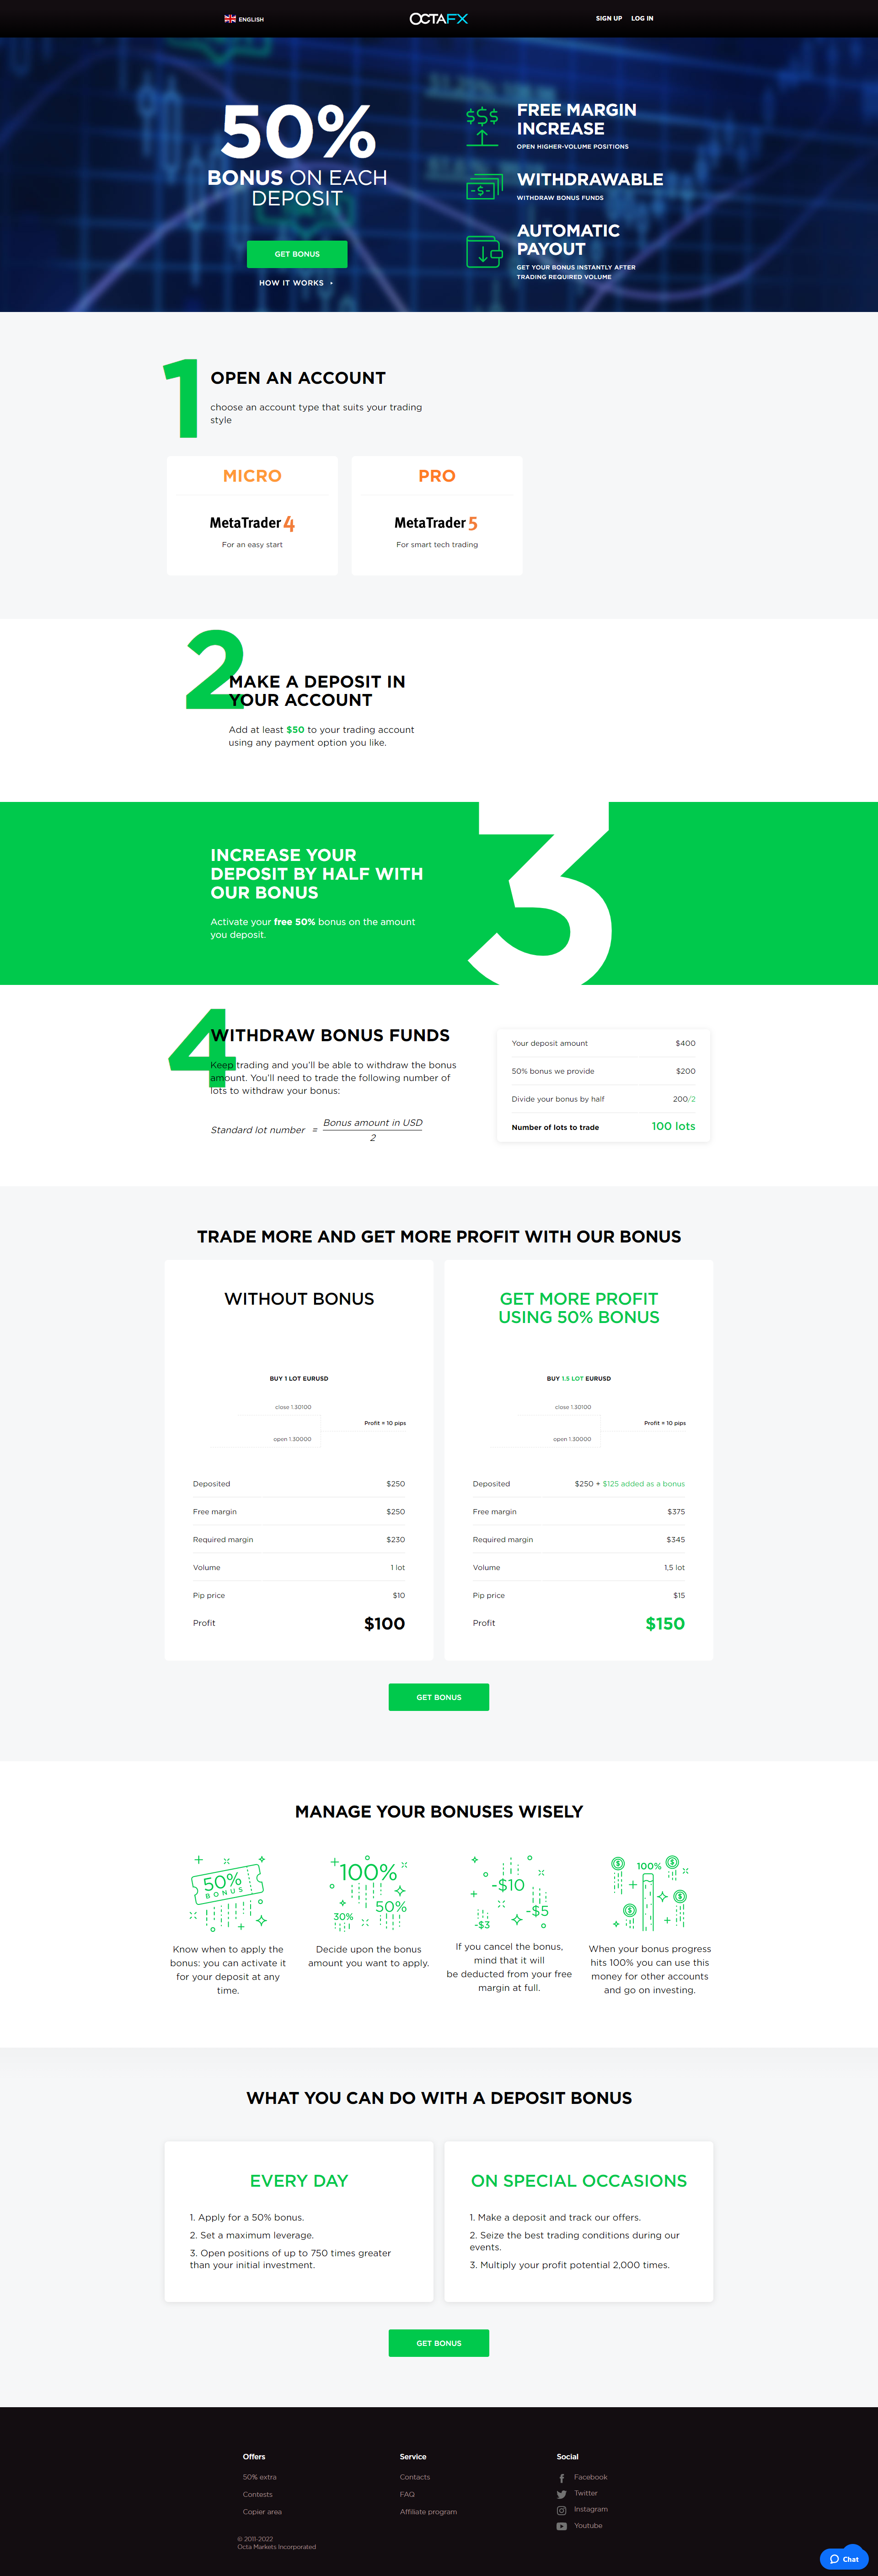 ENGLISH
OCTAFX
SIGN UP
LOG IN
50%
BONUS ON EACH
DEPOSIT
GET BONUS
HOW IT WORKS
FREE MARGIN
INCREASE
OPEN HIGHER-VOLUME POSITIONS
WITHDRAWABLE
WITHDRAW BONUS FUNDS
AUTOMATIC
PAYOUT
GET YOUR BONUS INSTANTLY AFTER
TRADING REQUIRED VOLUME
1
OPEN AN ACCOUNT
choose an account type that suits your trading
style
MICRO
MetaTrader 4
For an easy start
PRO
MetaTrader 5
For smart tech trading
2
MAKE A DEPOSIT IN
YOUR ACCOUNT
Add at least $50 to your trading account
using any payment option you like.
3
INCREASE YOUR
DEPOSIT BY HALF WITH
OUR BONUS
Activate your free 50% bonus on the amount
you deposit.
4
WITHDRAW BONUS FUNDS
Keep trading and you'll be able to withdraw the bonus
amount. You'll need to trade the following number of
lots to withdraw your bonus:
Standard lot number = Bonus amount in USD
2
Your deposit amount $400
50% bonus we provide $200
Divide your bonus by half 200/2
Number of lots to trade 100 lots
TRADE MORE AND GET MORE PROFIT WITH OUR BONUS
WITHOUT BONUS
BUY 1 LOT EURUSD
close 1.30100
Profit = 10 pips
open 1.30000
Deposited $250
Free margin $250
Required margin $230
Volume 1 lot
Pip price $10
Profit $100
GET MORE PROFIT
USING 50% BONUS
BUY 1.5 LOT EURUSD
close 1.30100
Profit = 10 pips
open 1.30000
Deposited $250 + $125 added as a bonus
Free margin $375
Required margin $345
Volume 1,5 lot
Pip price $15
Profit $150
GET BONUS
MANAGE YOUR BONUSES WISELY
50%
BONUS
Know when to apply the
bonus: you can activate it
for your deposit at any
time.
100%
50%
30%
Decide upon the bonus
amount you want to apply.
-$10
-$5
-$3
If you cancel the bonus,
mind that it will
be deducted from your free
margin at full.
100%
When your bonus progress
hits 100% you can use this
money for other accounts
and go on investing.
WHAT YOU CAN DO WITH A DEPOSIT BONUS
EVERY DAY
1. Apply for a 50% bonus.
2. Set a maximum leverage.
3. Open positions of up to 750 times greater
than your initial investment.
ON SPECIAL OCCASIONS
1. Make a deposit and track our offers.
2. Seize the best trading conditions during our
events.
3. Multiply your profit potential 2,000 times.
GET BONUS
Offers
50% extra
Contests
Copier area
Service
Contacts
FAQ
Affiliate program
Social
Facebook
Twitter
Instagram
Youtube
© 2011-2022
Octa Markets Incorporated
Chat